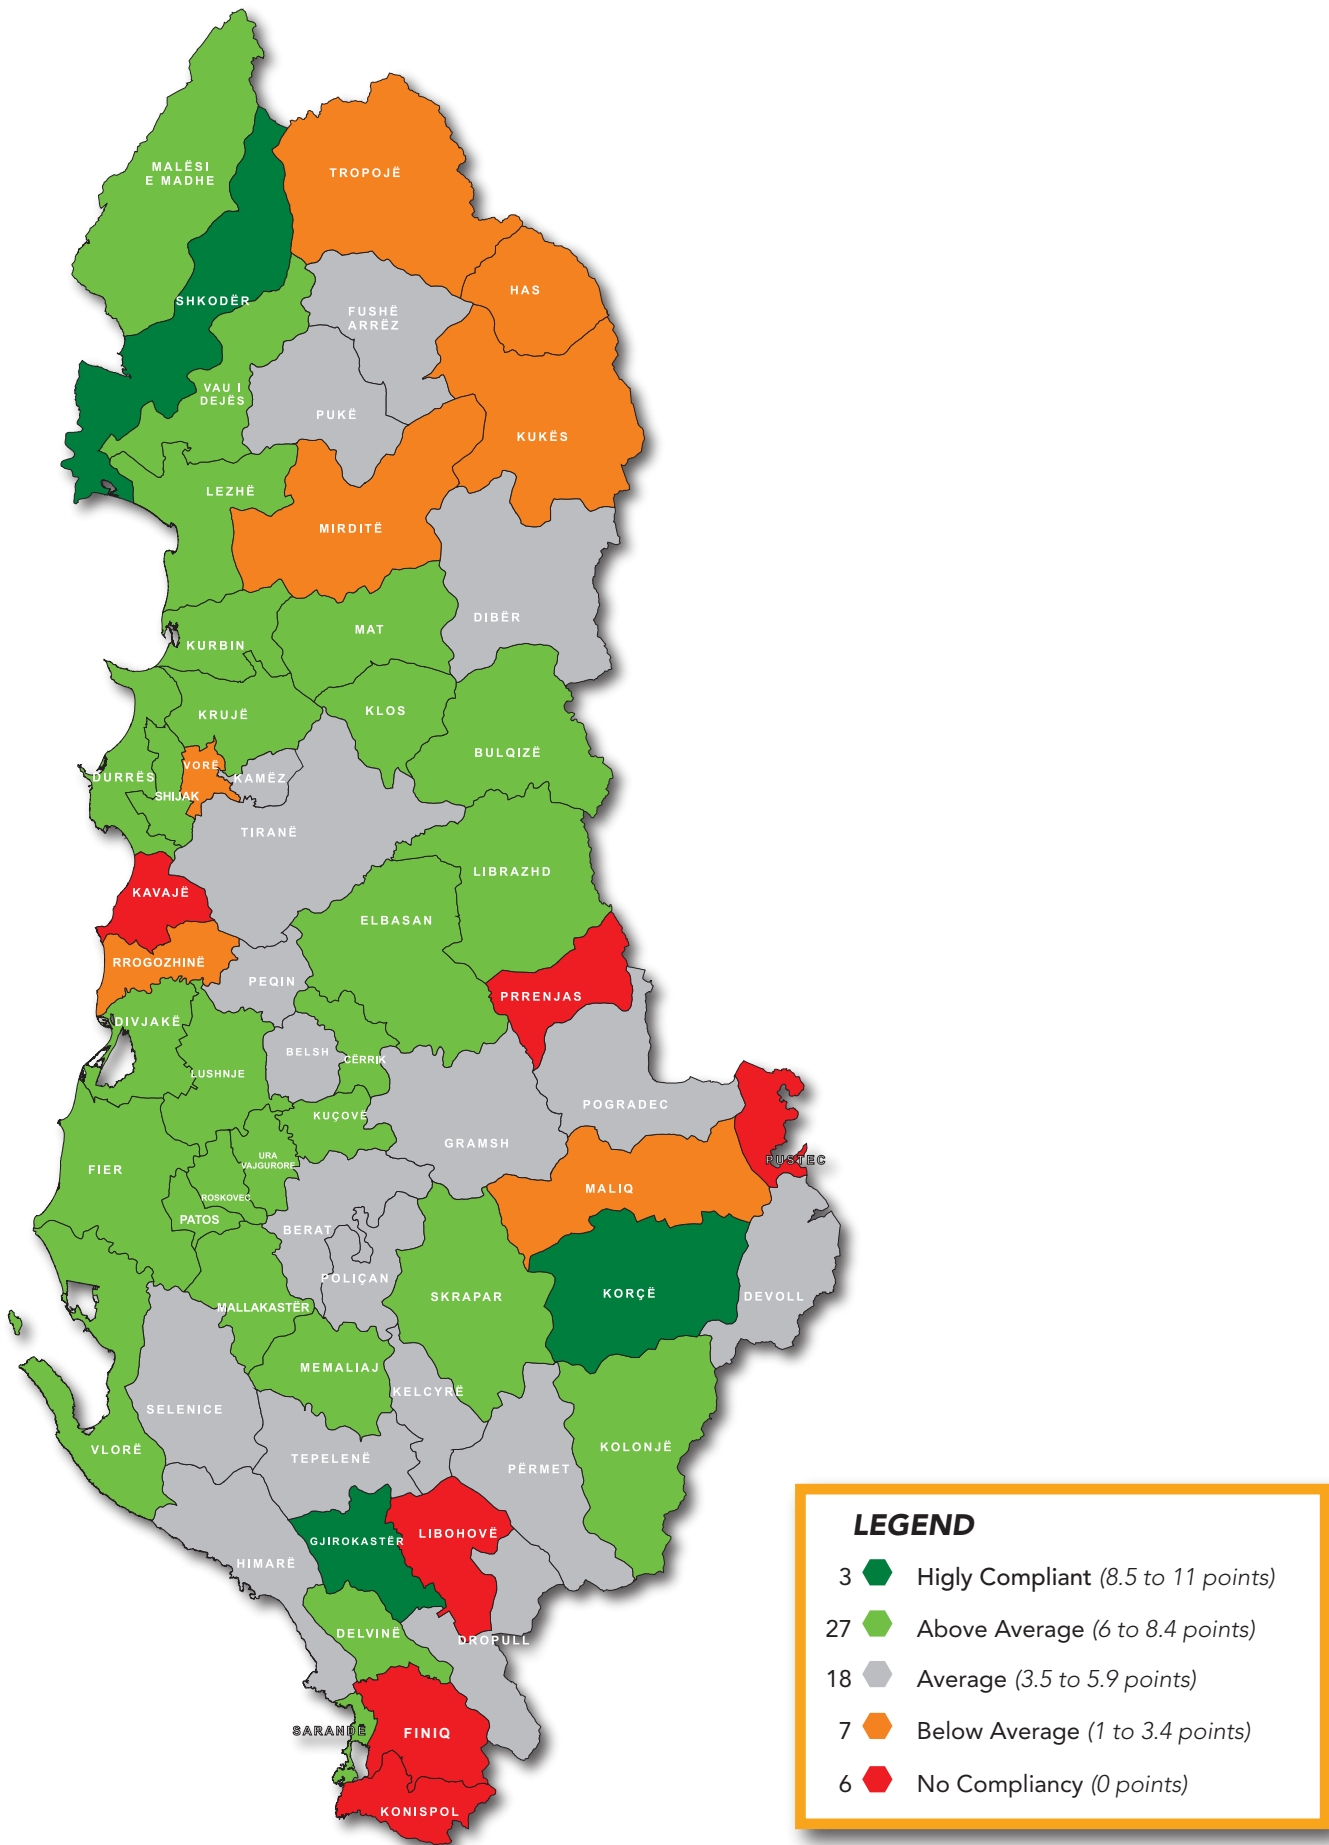 MALËSI
E MADHE
TROPOJË
HAS
SHKODËR
FUSHË
ARRËZ
VAU I
DEJËS
PUKË
KUKËS
LEZHË
MIRDITË
DIBËR
MAT
KURBIN
KLOS
KRUJË
BULQIZË
VORË
KAMËZ
DURRËS
SHIJAK
TIRANË
LIBRAZHD
KAVAJË
ELBASAN
RROGOZHINË
PEQIN
PRRENJAS
DIVJAKË
BELSH
CËRRIK
LUSHNJE
POGRADEC
KUÇOVË
GRAMSH
URA
VAJGURORE
PUSTEC
FIER
MALIQ
ROSKOVEC
PATOS
BERAT
POLIÇAN
KORÇË
SKRAPAR
DEVOLL
MALLAKASTËR
MEMALIAJ
KELCYRË
SELENICE
KOLONJË
VLORË
TEPELENË
PËRMET
LIBOHOVË
GJIROKASTËR
HIMARË
DELVINË
DROPULL
SARANDË
FINIQ
KONISPOL
LEGEND
3 Higly Compliant (8.5 to 11 points)
27 Above Average (6 to 8.4 points)
18 Average (3.5 to 5.9 points)
7 Below Average (1 to 3.4 points)
6 No Compliancy (0 points)